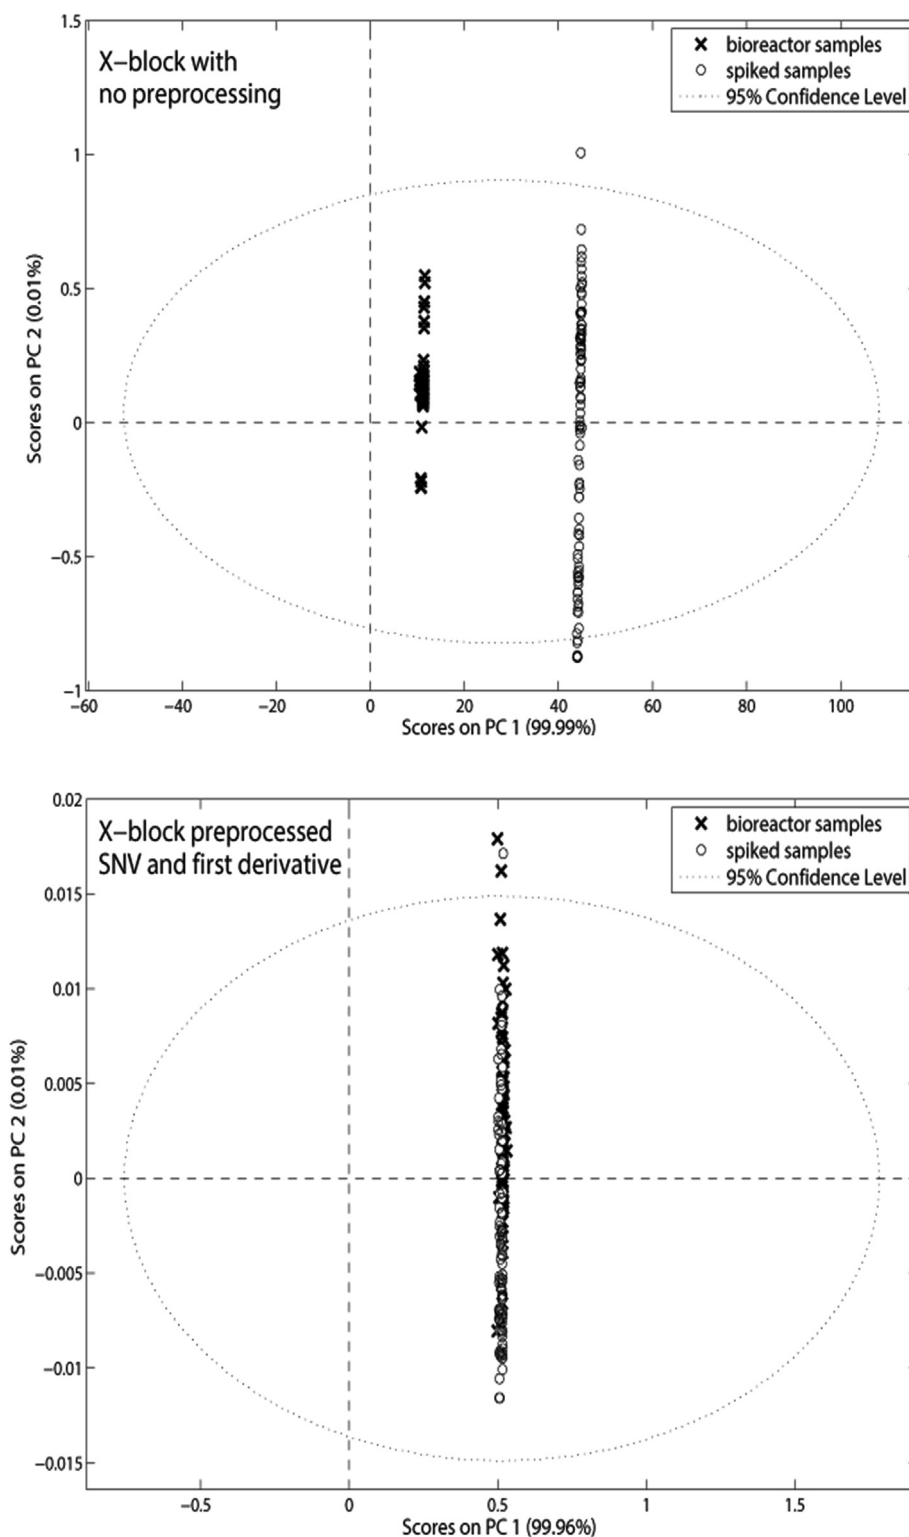 X–block with
no preprocessing
bioreactor samples
spiked samples
95% Confidence Level
1.5
1
0.5
0
−0.5
−1
Scores on PC 2 (0.01%)
−60 −40 −20 0 20 40 60 80 100
Scores on PC 1 (99.99%)
X–block preprocessed
SNV and first derivative
bioreactor samples
spiked samples
95% Confidence Level
0.02
0.015
0.01
0.005
0
−0.005
−0.01
−0.015
Scores on PC 2 (0.01%)
−0.5 0 0.5 1 1.5
Scores on PC 1 (99.96%)